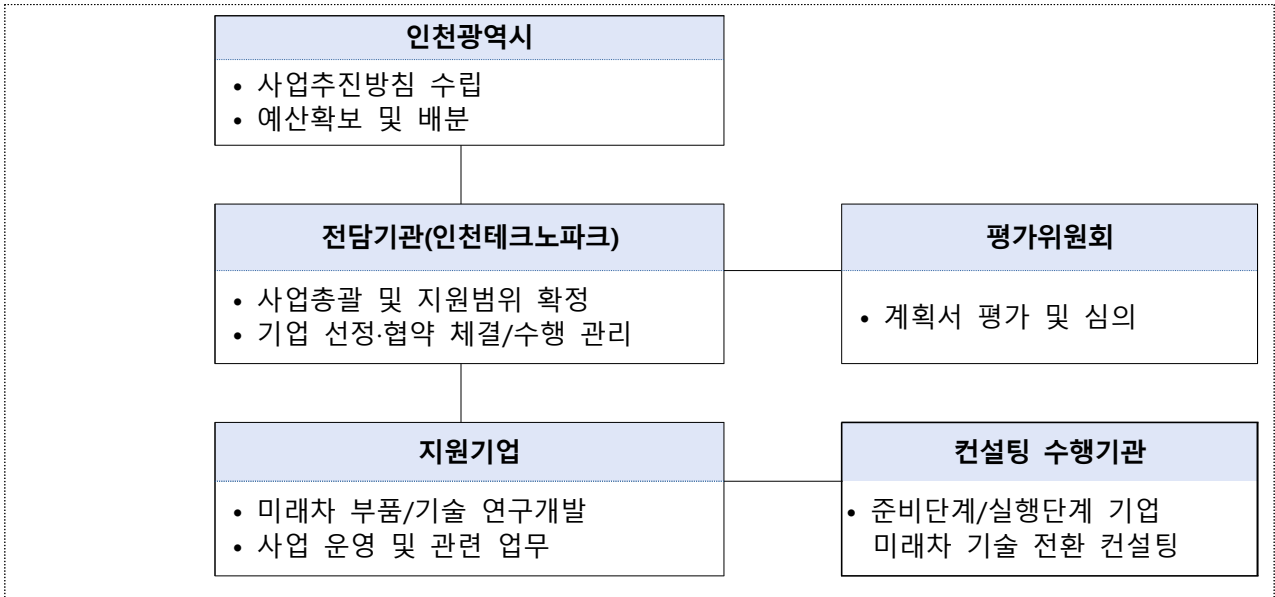 인천광역시
• 사업추진방침 수립
• 예산확보 및 배분
전담기관(인천테크노파크)
• 사업총괄 및 지원범위 확정
• 기업 선정·협약 체결/수행 관리
평가위원회
• 계획서 평가 및 심의
지원기업
• 미래차 부품/기술 연구개발
• 사업 운영 및 관련 업무
컨설팅 수행기관
• 준비단계/실행단계 기업
미래차 기술 전환 컨설팅